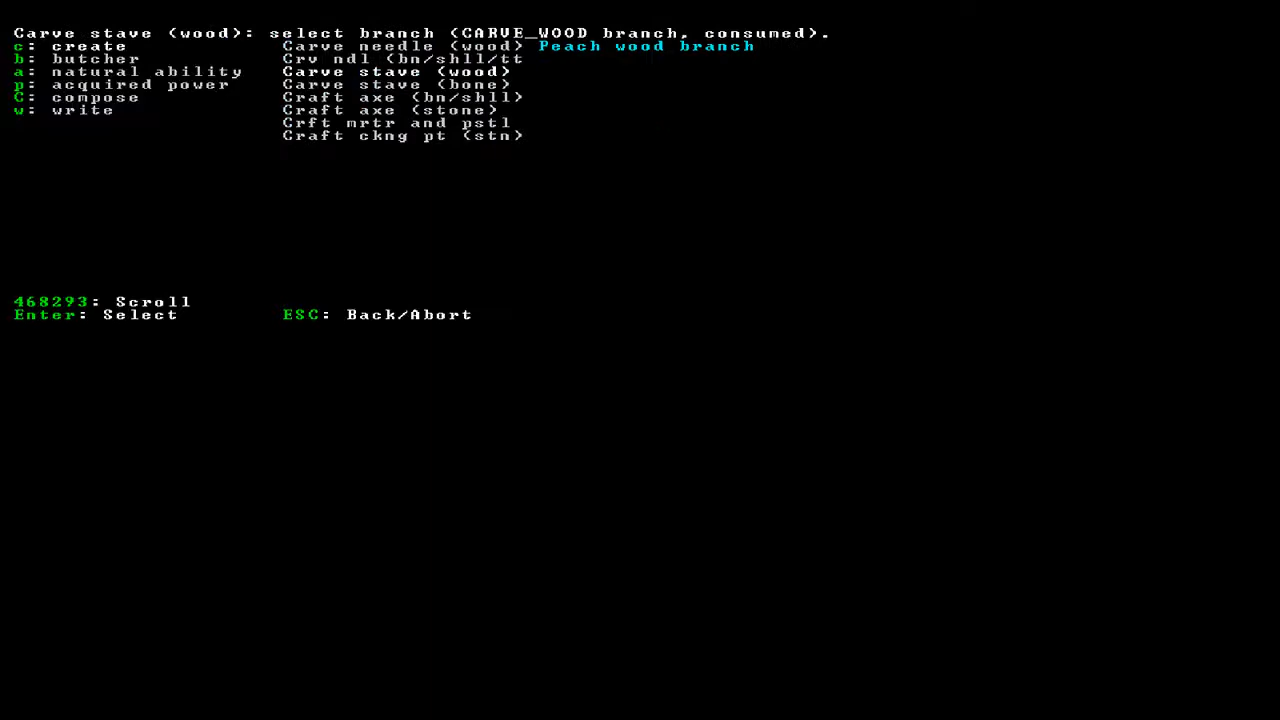 Carve stave (wood): select branch (CARVE_WOOD branch, consumed).
c: create Carve needle (wood) Peach wood branch
b: butcher Crv ndl (bn/shll/tt
a: natural ability Carve stave (wood)
p: acquired power Carve stave (bone)
C: compose Craft axe (bn/shll)
w: write Craft axe (stone)
Crft mrtr and pstl
Craft ckng pt (stn)
468293: Scroll
Enter: Select ESC: Back/Abort